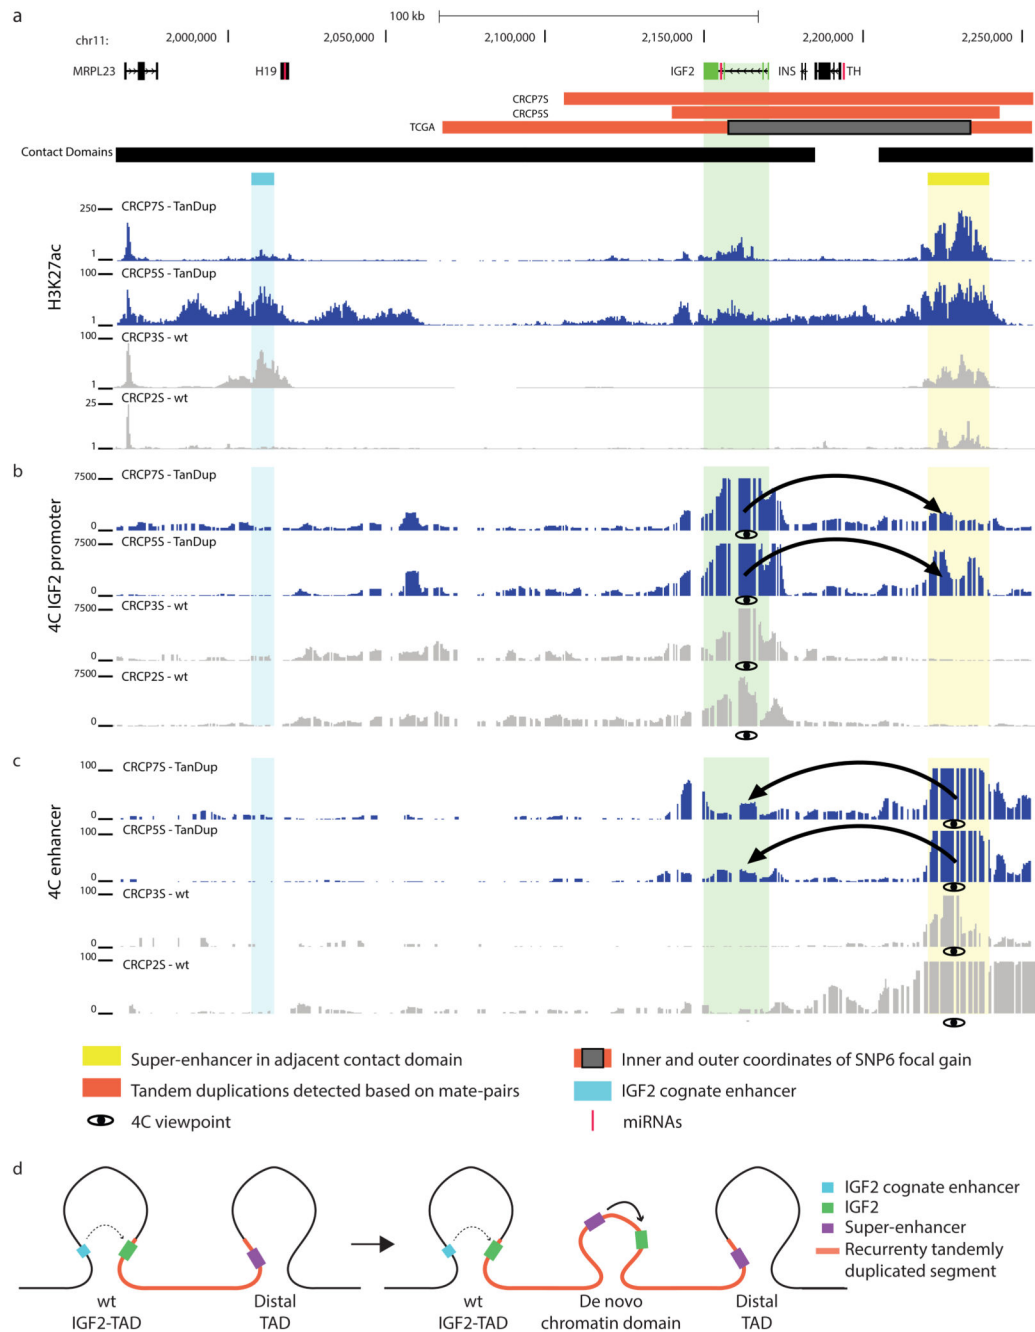 a
100 kb
chr11:
2,000,000 2,050,000 2,100,000 2,150,000 2,200,000 2,250,000
MRPL23 H19 IGF2 INS TH
CRCP7S
CRCP5S
TCGA
Contact Domains
H3K27ac
250
CRCP7S - TanDup
1
100
CRCP5S - TanDup
1
100
CRCP3S - wt
1
25
CRCP2S - wt
1
b
4C IGF2 promoter
7500
CRCP7S - TanDup
0
7500
CRCP5S - TanDup
0
7500
CRCP3S - wt
0
7500
CRCP2S - wt
0
c
4C enhancer
100
CRCP7S - TanDup
0
100
CRCP5S - TanDup
0
100
CRCP3S - wt
0
100
CRCP2S - wt
0
Super-enhancer in adjacent contact domain
Inner and outer coordinates of SNP6 focal gain
Tandem duplications detected based on mate-pairs
IGF2 cognate enhancer
4C viewpoint
miRNAs
d
IGF2 cognate enhancer
IGF2
Super-enhancer
Recurrenty tandemly
duplicated segment
wt
IGF2-TAD
Distal
TAD
wt
IGF2-TAD
De novo
chromatin domain
Distal
TAD